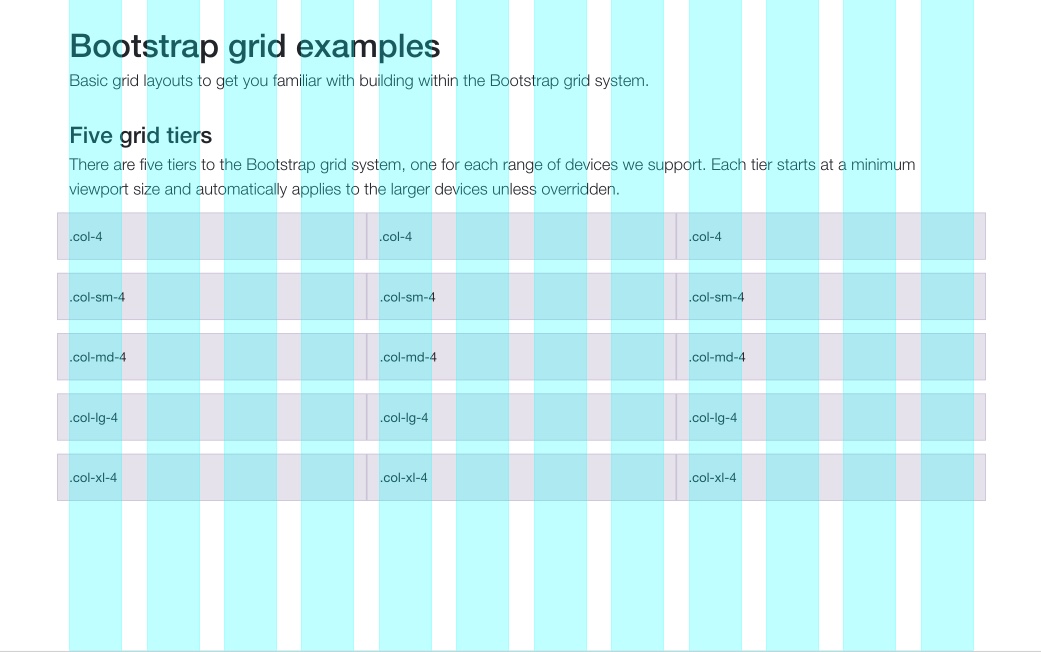 Bootstrap grid examples
Basic grid layouts to get you familiar with building within the Bootstrap grid system.
Five grid tiers
There are five tiers to the Bootstrap grid system, one for each range of devices we support. Each tier starts at a minimum
viewport size and automatically applies to the larger devices unless overridden.
.col-4 .col-4 .col-4
.col-sm-4 .col-sm-4 .col-sm-4
.col-md-4 .col-md-4 .col-md-4
.col-lg-4 .col-lg-4 .col-lg-4
.col-xl-4 .col-xl-4 .col-xl-4